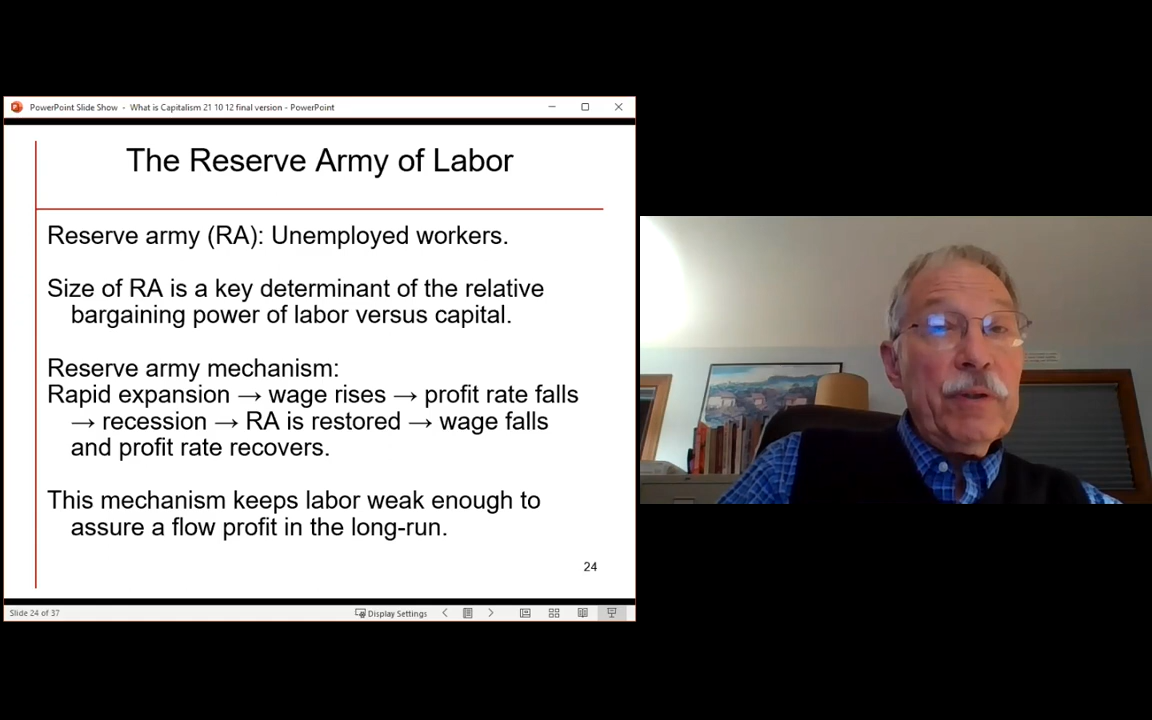 PowerPoint Slide Show - What is Capitalism 21 10 12 final version - PowerPoint
The Reserve Army of Labor
Reserve army (RA): Unemployed workers.
Size of RA is a key determinant of the relative
bargaining power of labor versus capital.
Reserve army mechanism:
Rapid expansion → wage rises → profit rate falls
→ recession → RA is restored → wage falls
and profit rate recovers.
This mechanism keeps labor weak enough to
assure a flow profit in the long-run.
24
Slide 24 of 37
Display Settings